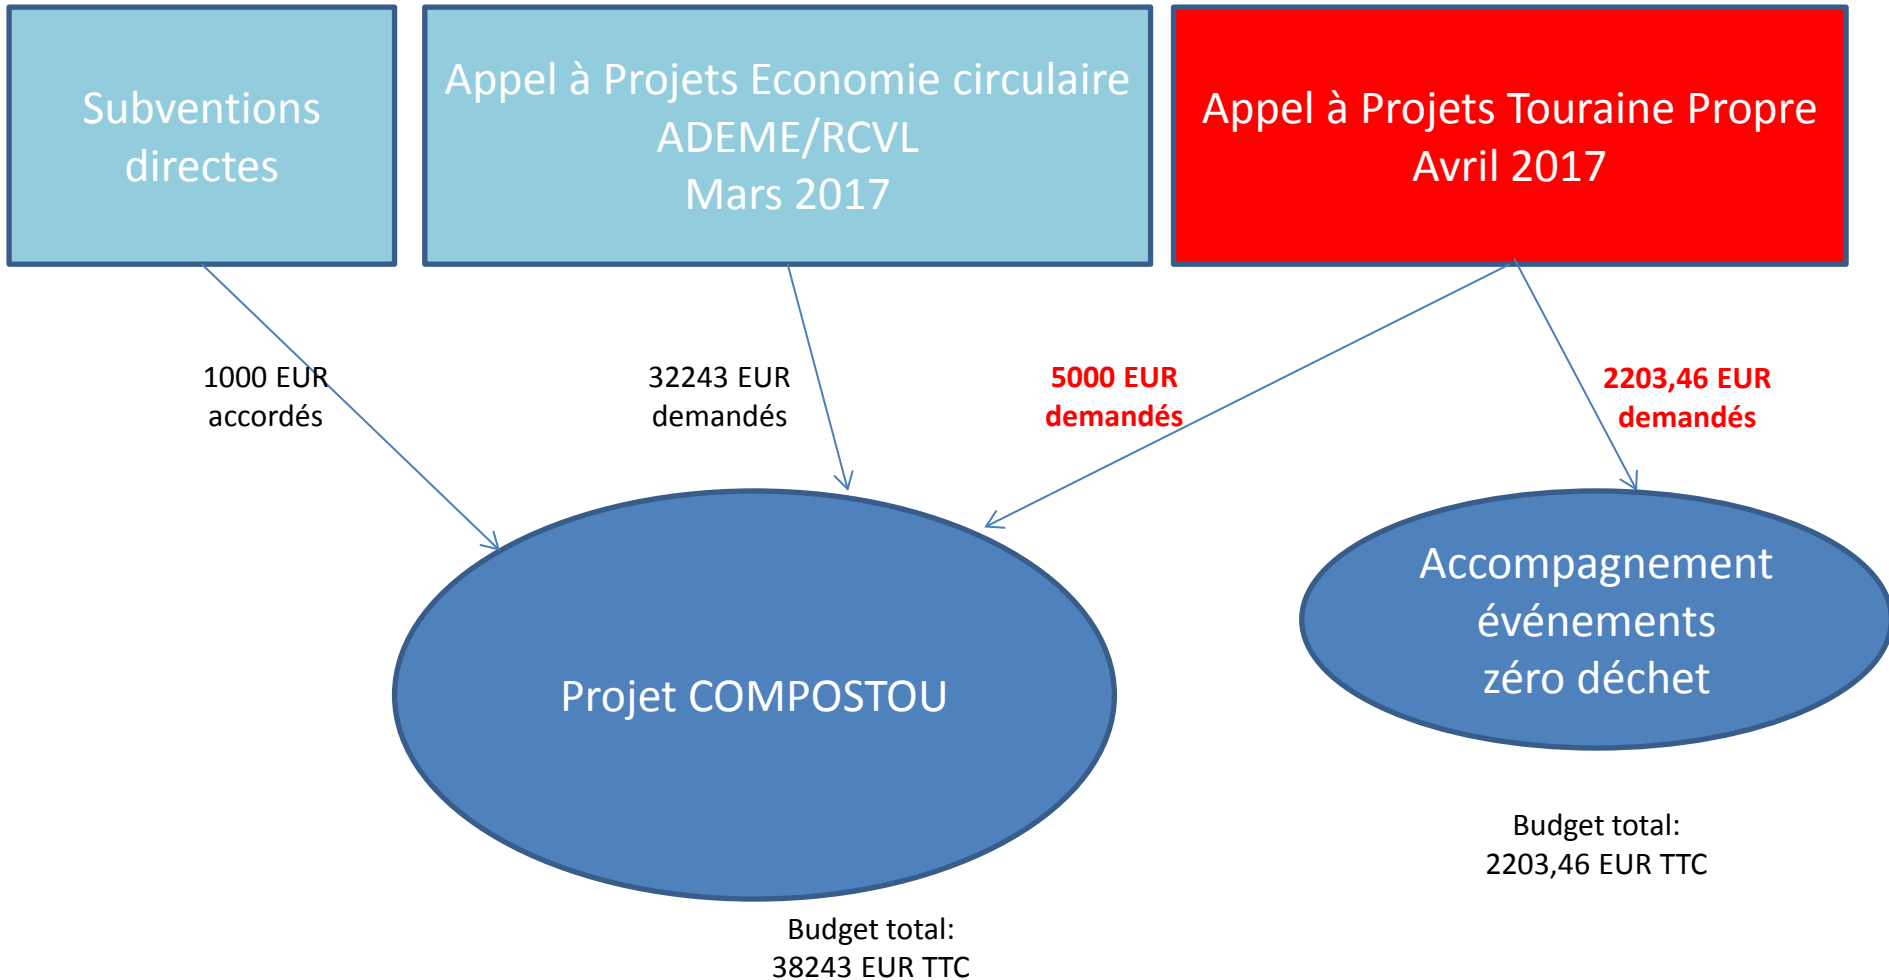 Subventions
directes
Appel à Projets Economie circulaire
ADEME/RCVL
Mars 2017
Appel à Projets Touraine Propre
Avril 2017
1000 EUR
accordés
32243 EUR
demandés
5000 EUR
demandés
2203,46 EUR
demandés
Projet COMPOSTOU
Accompagnement
événements
zéro déchet
Budget total:
2203,46 EUR TTC
Budget total:
38243 EUR TTC